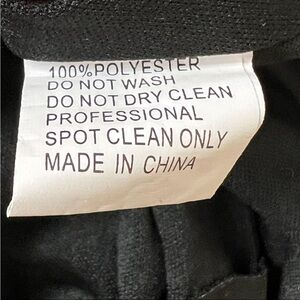 100%POLYESTER
DO NOT WASH
DO NOT DRY CLEAN
PROFESSIONAL
SPOT CLEAN ONLY
MADE IN CHINA